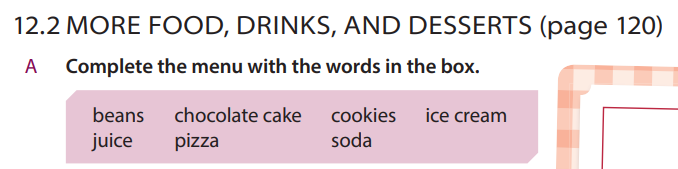 12.2 MORE FOOD, DRINKS, AND DESSERTS (page 120)
A Complete the menu with the words in the box.
beans chocolate cake cookies ice cream
juice pizza soda